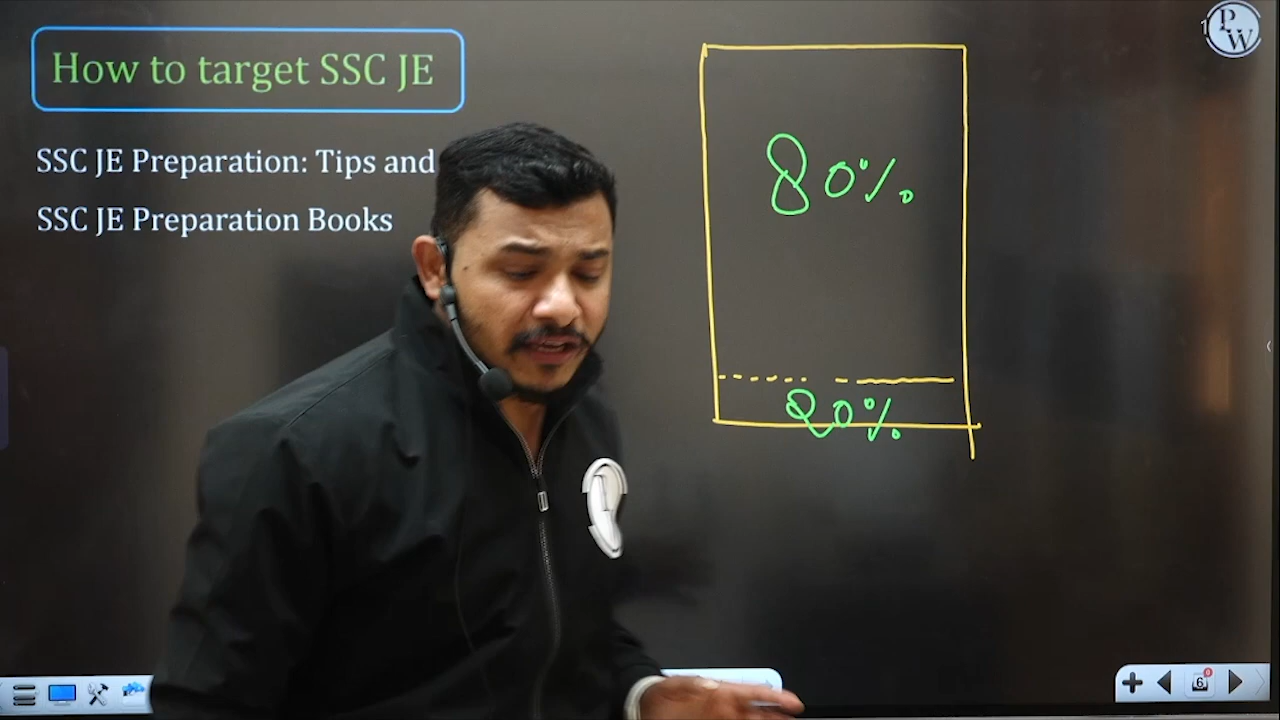 How to target SSC JE
SSC JE Preparation: Tips and
SSC JE Preparation Books
80%
20%
PW
6